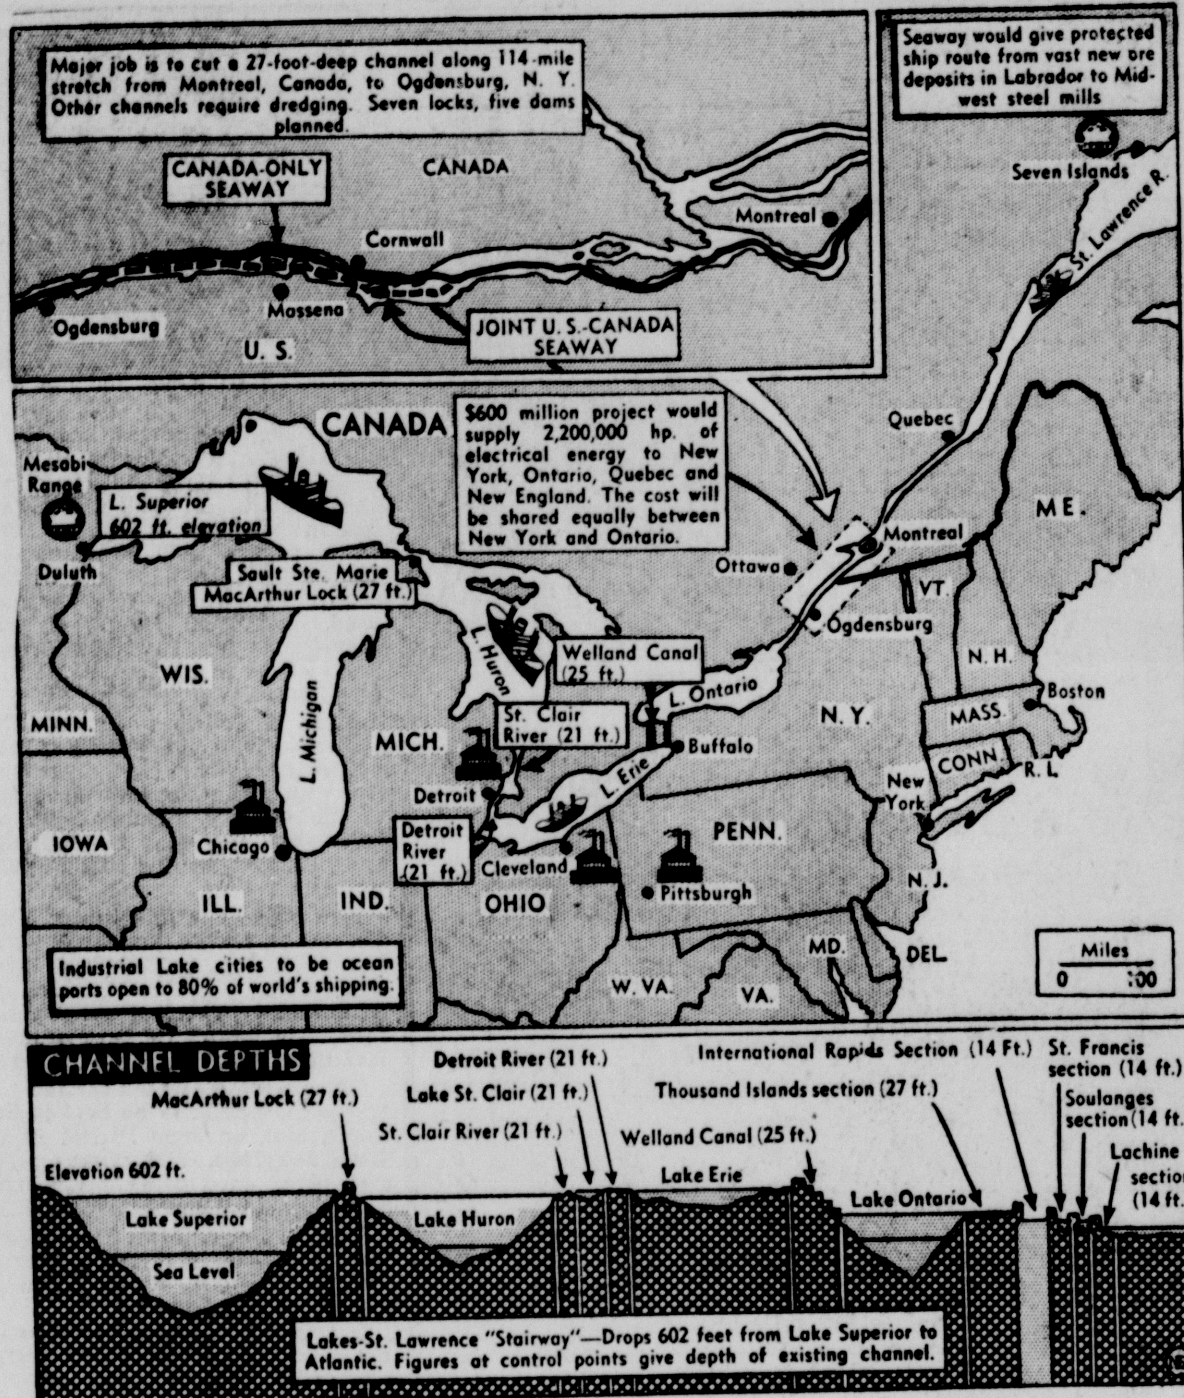 Major job is to cut a 27-foot-deep channel along 114-mile
stretch from Montreal, Canada, to Ogdensburg, N. Y.
Other channels require dredging. Seven locks, five dams
planned.
CANADA-ONLY
SEAWAY
CANADA
Montreal
Cornwall
Massena
Ogdensburg
U. S.
JOINT U. S.-CANADA
SEAWAY
Seaway would give protected
ship route from vast new ore
deposits in Labrador to Mid-
west steel mills
Seven Islands
St. Lawrence R.
CANADA
$600 million project would
supply 2,200,000 hp. of
electrical energy to New
York, Ontario, Quebec and
New England. The cost will
be shared equally between
New York and Ontario.
Quebec
Mesabi
Range
L. Superior
602 ft. elevation
Duluth
Sault Ste. Marie
MacArthur Lock (27 ft.)
ME.
Montreal
Ottawa
VT.
Ogdensburg
N. H.
L. Huron
Welland Canal
(25 ft.)
L. Ontario
WIS.
L. Michigan
MINN.
MICH.
St. Clair
River (21 ft.)
Buffalo
N. Y.
MASS.
Boston
CONN.
R. I.
New
York
L. Erie
Detroit
Detroit
River
(21 ft.)
IOWA
Chicago
Cleveland
PENN.
Pittsburgh
N. J.
ILL.
IND.
OHIO
MD.
DEL.
W. VA.
VA.
Industrial Lake cities to be ocean
ports open to 80% of world's shipping.
Miles
0
CHANNEL DEPTHS
Detroit River (21 ft.)
International Rapids Section (14 Ft.)
St. Francis
section (14 ft.)
MacArthur Lock (27 ft.)
Lake St. Clair (21 ft.)
Thousand Islands section (27 ft.)
Soulanges
section (14 ft.
St. Clair River (21 ft.)
Welland Canal (25 ft.)
Lachine
section
(14 ft.
Elevation 602 ft.
Lake Superior
Lake Huron
Lake Erie
Lake Ontario
Sea Level
Lakes-St. Lawrence "Stairway"—Drops 602 feet from Lake Superior to
Atlantic. Figures at control points give depth of existing channel.